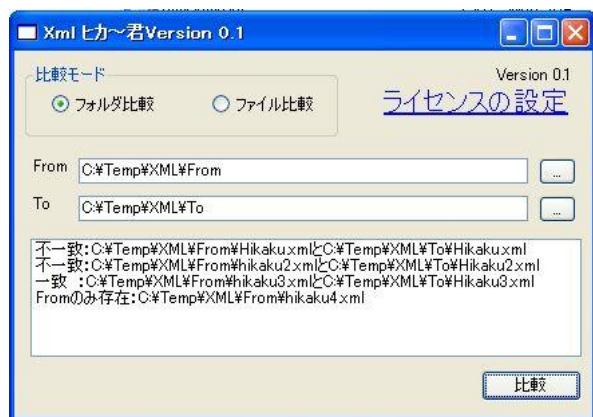 Xml ヒカ～君Version 0.1
比較モード
フォルダ比較
ファイル比較
Version 0.1
ライセンスの設定
From
C:¥Temp¥XML¥From
...
To
C:¥Temp¥XML¥To
...
不一致:C:¥Temp¥XML¥From¥Hikaku.xmlとC:¥Temp¥XML¥To¥Hikaku.xml
不一致:C:¥Temp¥XML¥From¥hikaku2.xmlとC:¥Temp¥XML¥To¥Hikaku2.xml
一致 :C:¥Temp¥XML¥From¥hikaku3.xmlとC:¥Temp¥XML¥To¥Hikaku3.xml
Fromのみ存在:C:¥Temp¥XML¥From¥hikaku4.xml
比較